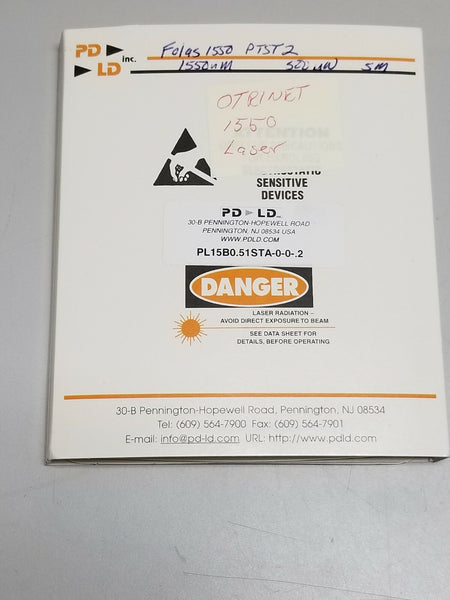 PD inc.
LD
Folas 1550 PTST2
1550nM 500 uW SM
OTRINET
1550
Laser
ATTENTION
SENSITIVE
DEVICES
PD LD
30-B PENNINGTON-HOPEWELL ROAD
PENNINGTON, NJ 08534 USA
WWW.PDLD.COM
PL15B0.51STA-0-0-.2
DANGER
LASER RADIATION –
AVOID DIRECT EXPOSURE TO BEAM
SEE DATA SHEET FOR
DETAILS, BEFORE OPERATING
30-B Pennington-Hopewell Road, Pennington, NJ 08534
Tel: (609) 564-7900 Fax: (609) 564-7901
E-mail: info@pd-ld.com URL: http://www.pdld.com